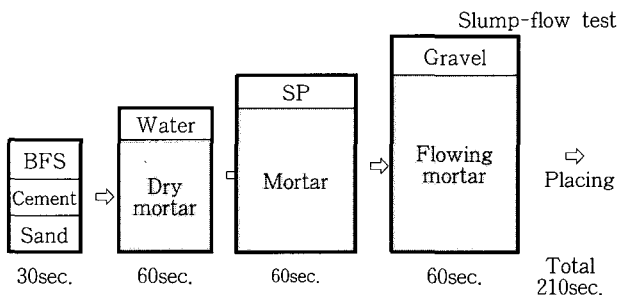 Slump-flow test
BFS
Cement
Sand
30sec.
Water
Dry
mortar
60sec.
SP
Mortar
60sec.
Gravel
Flowing
mortar
60sec.
Placing
Total
210sec.